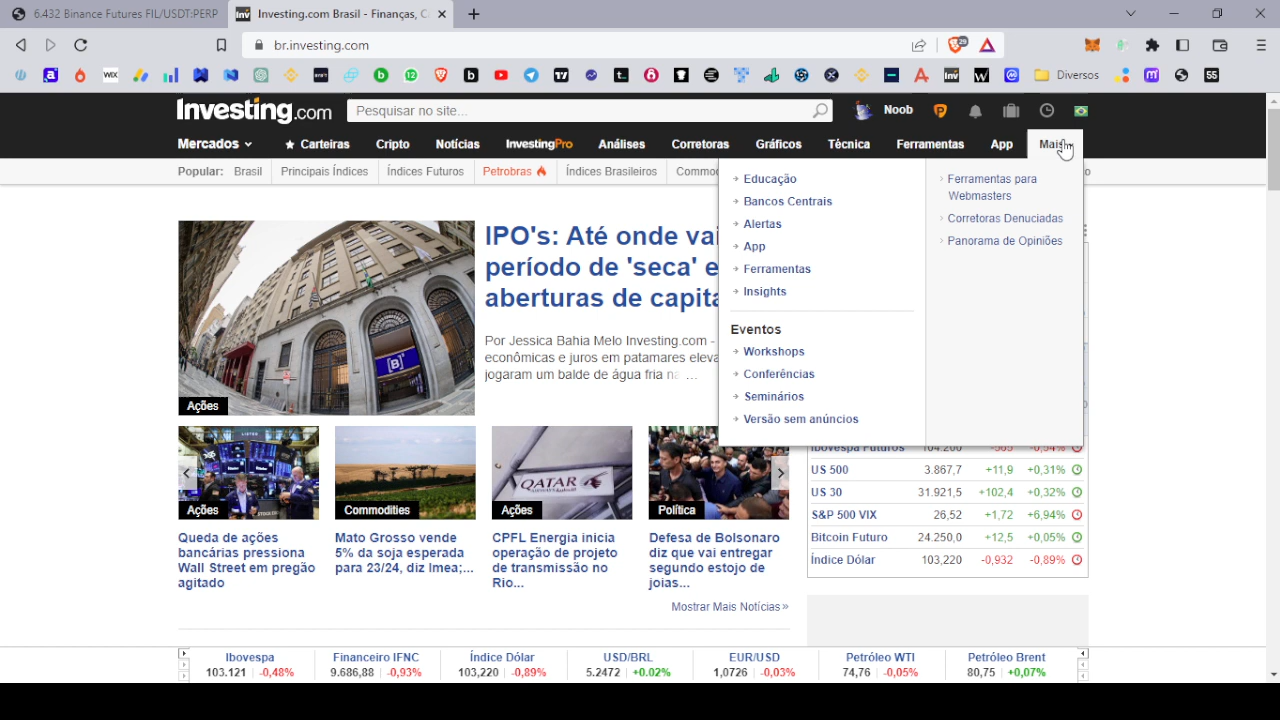 6.432 Binance Futures FIL/USDT:PERP
Investing.com Brasil - Finanças, C
br.investing.com
WIX
Diversos
55
Investing.com
Pesquisar no site...
Noob
Mercados
Carteiras
Cripto
Notícias
InvestingPro
Análises
Corretoras
Gráficos
Técnica
Ferramentas
App
Mais
Popular:
Brasil
Principais Índices
Índices Futuros
Petrobras
Índices Brasileiros
Educação
Bancos Centrais
Alertas
App
Ferramentas
Insights
Eventos
Workshops
Conferências
Seminários
Versão sem anúncios
Ferramentas para
Webmasters
Corretoras Denuciadas
Panorama de Opiniões
[B]
Ações
IPO's: Até onde vai
período de 'seca' e
aberturas de capita
Por Jessica Bahia Melo Investing.com -
econômicas e juros em patamares eleva
jogaram um balde de água fria na ...
Ações
Queda de ações
bancárias pressiona
Wall Street em pregão
agitado
Commodities
Mato Grosso vende
5% da soja esperada
para 23/24, diz Imea;...
QATAR
Ações
CPFL Energia inicia
operação de projeto
de transmissão no
Rio...
Política
Defesa de Bolsonaro
diz que vai entregar
segundo estojo de
joias...
Mostrar Mais Notícias »
Ibovespa Futuros 104.200 -565 -0,54%
US 500 3.867,7 +11,9 +0,31%
US 30 31.921,5 +102,4 +0,32%
S&P 500 VIX 26,52 +1,72 +6,94%
Bitcoin Futuro 24.250,0 +12,5 +0,05%
Índice Dólar 103,220 -0,932 -0,89%
Ibovespa
103.121 -0,48%
Financeiro IFNC
9.686,88 -0,93%
Índice Dólar
103,220 -0,89%
USD/BRL
5.2472 +0.02%
EUR/USD
1,0726 -0,03%
Petróleo WTI
74,76 -0,05%
Petróleo Brent
80,75 +0,07%